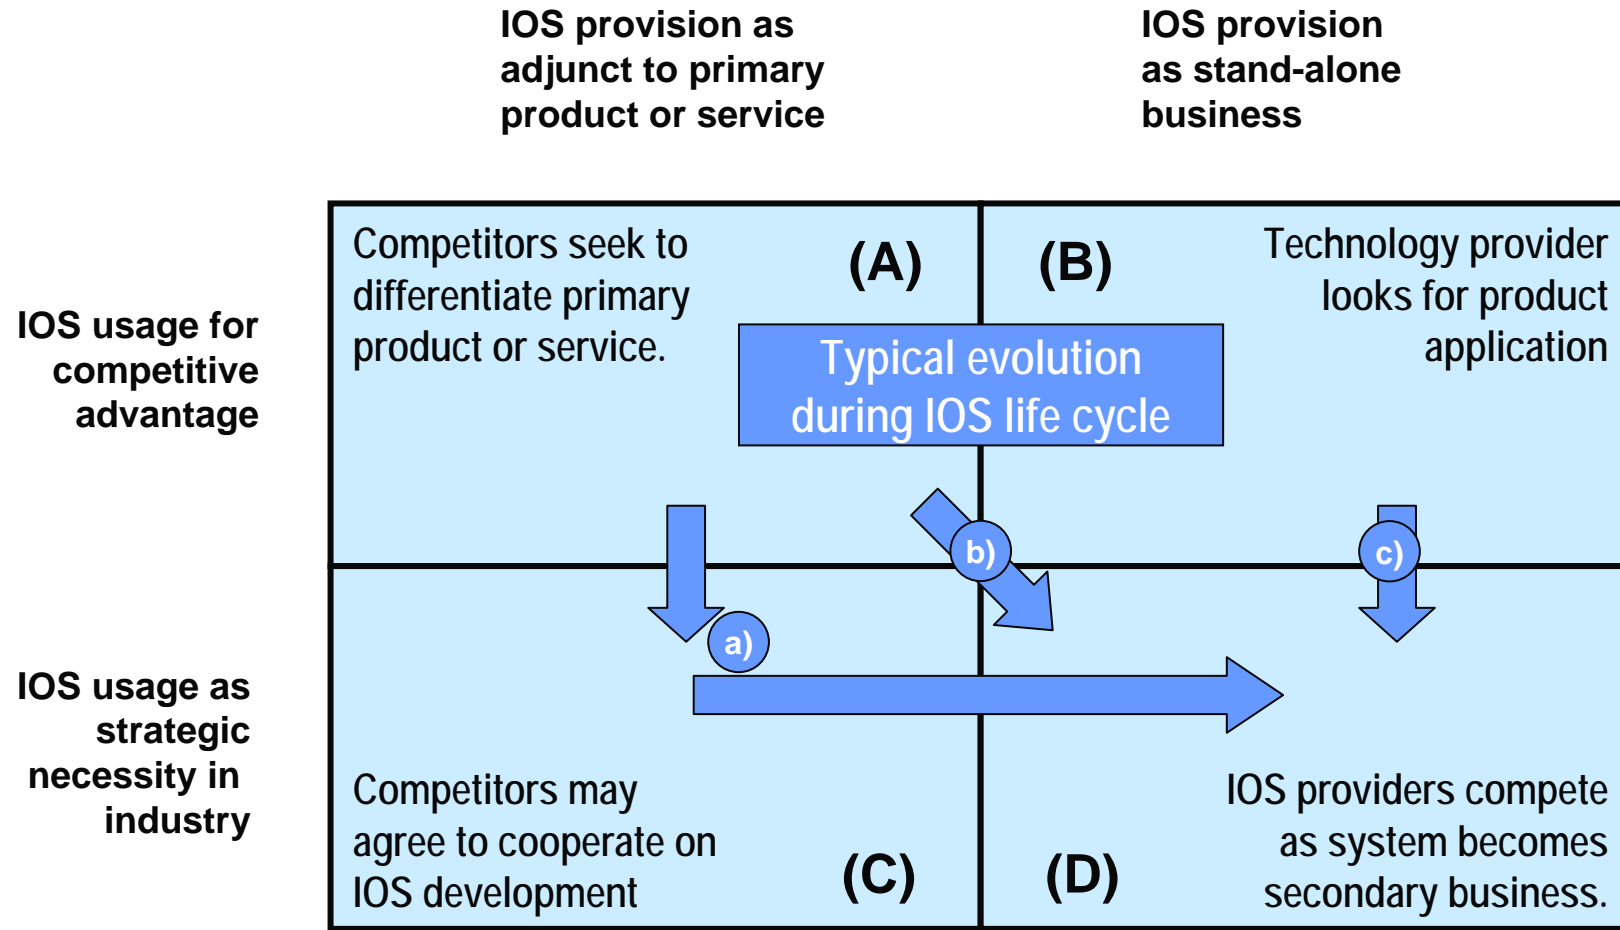 IOS provision as
adjunct to primary
product or service
IOS provision
as stand-alone
business
IOS usage for
competitive
advantage
Competitors seek to
differentiate primary
product or service.
(A)
(B)
Technology provider
looks for product
application
Typical evolution
during IOS life cycle
b)
c)
a)
IOS usage as
strategic
necessity in
industry
Competitors may
agree to cooperate on
IOS development
(C)
(D)
IOS providers compete
as system becomes
secondary business.